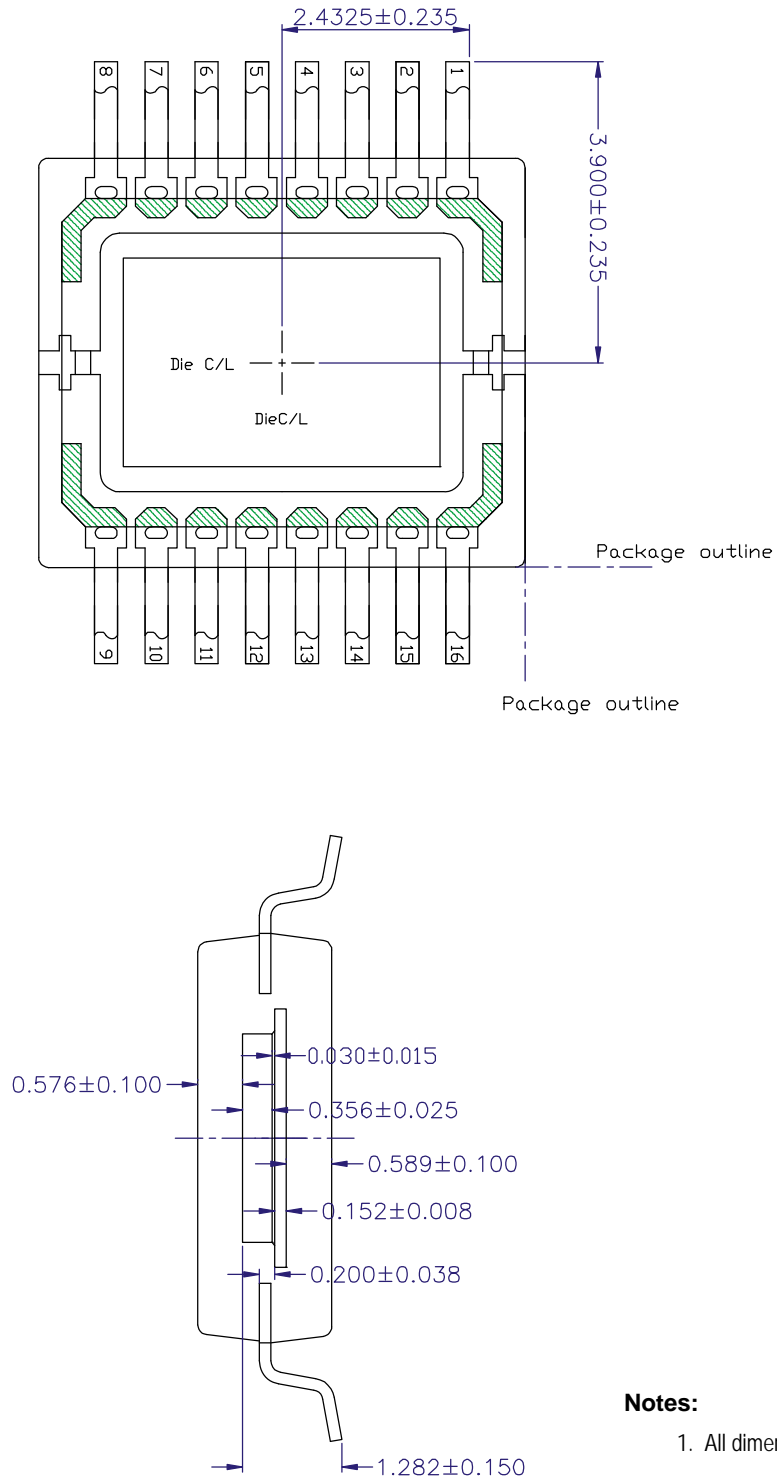 2.4325±0.235
8 7 6 5 4 3 2 1
3.900±0.235
Die C/L
DieC/L
Package outline
9 10 11 12 13 14 15 16
Package outline
0.030±0.015
0.576±0.100
0.356±0.025
0.589±0.100
0.152±0.008
0.200±0.038
Notes:
1. All dimen
1.282±0.150